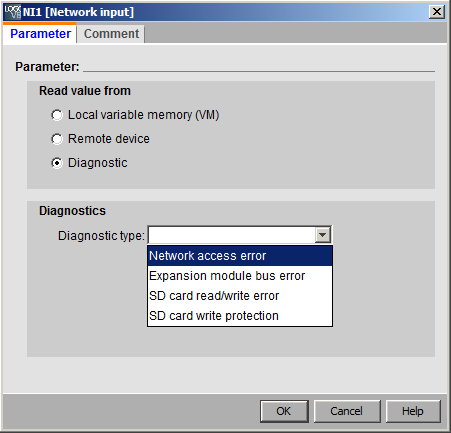 NI1 [Network input]
Parameter Comment
Parameter:
Read value from
Local variable memory (VM)
Remote device
Diagnostic
Diagnostics
Diagnostic type:
Network access error
Expansion module bus error
SD card read/write error
SD card write protection
OK Cancel Help